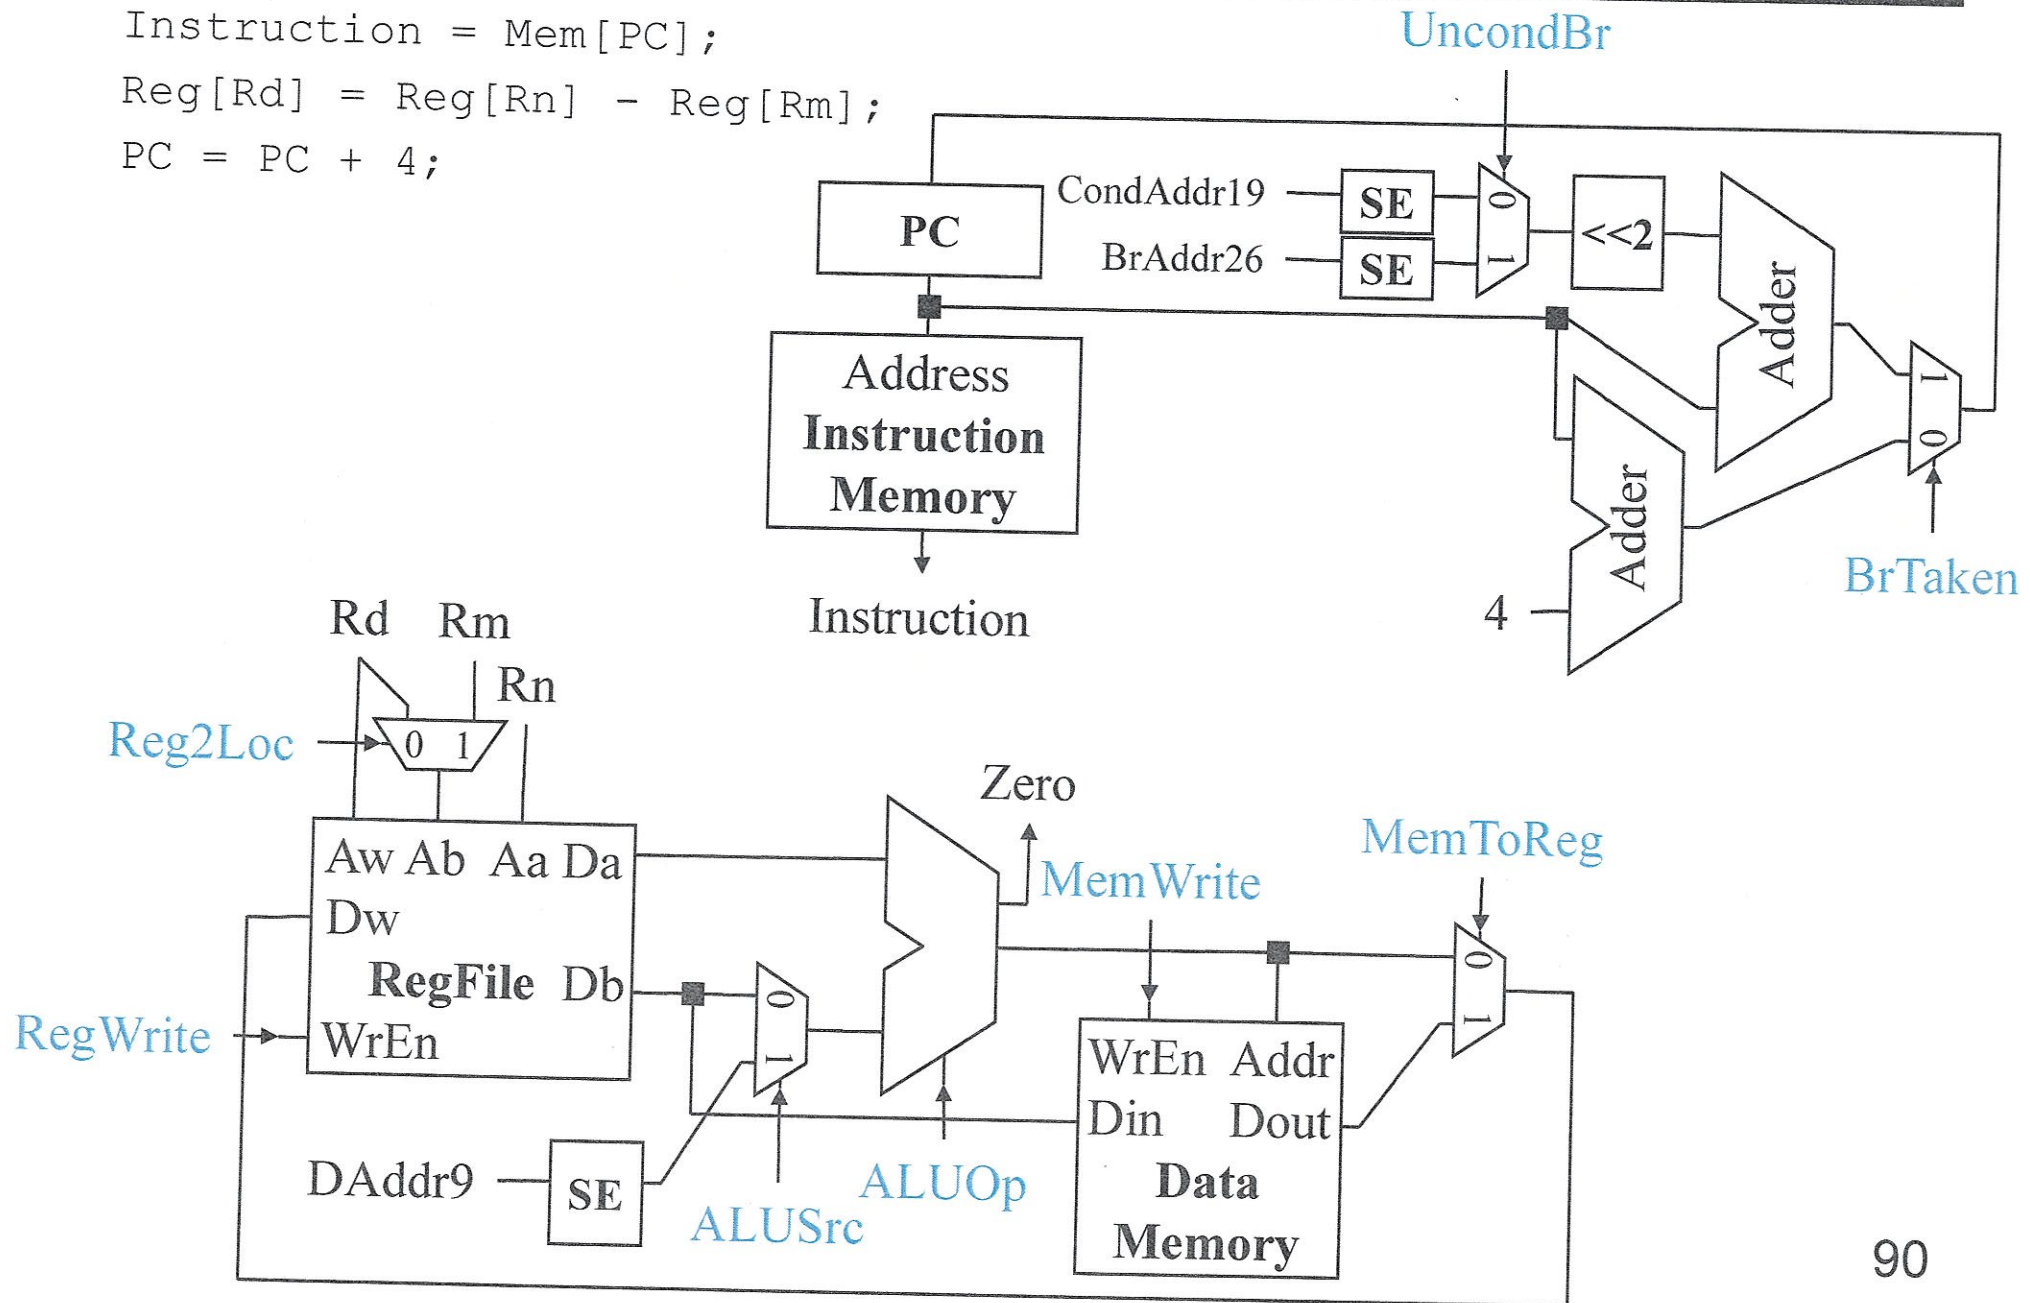 Instruction = Mem[PC];
Reg[Rd] = Reg[Rn] - Reg[Rm];
PC = PC + 4;
UncondBr
CondAddr19
SE
0
BrAddr26
SE
1
<<2
Adder
PC
Address
Instruction
Memory
Instruction
Adder
4
1
0
BrTaken
Rd Rm
Rn
Reg2Loc
0 1
Zero
MemWrite
MemToReg
Aw Ab Aa Da
Dw
RegFile Db
RegWrite
WrEn
0
1
0
1
WrEn Addr
Din Dout
Data
Memory
DAddr9
SE
ALUSrc
ALUOp
90